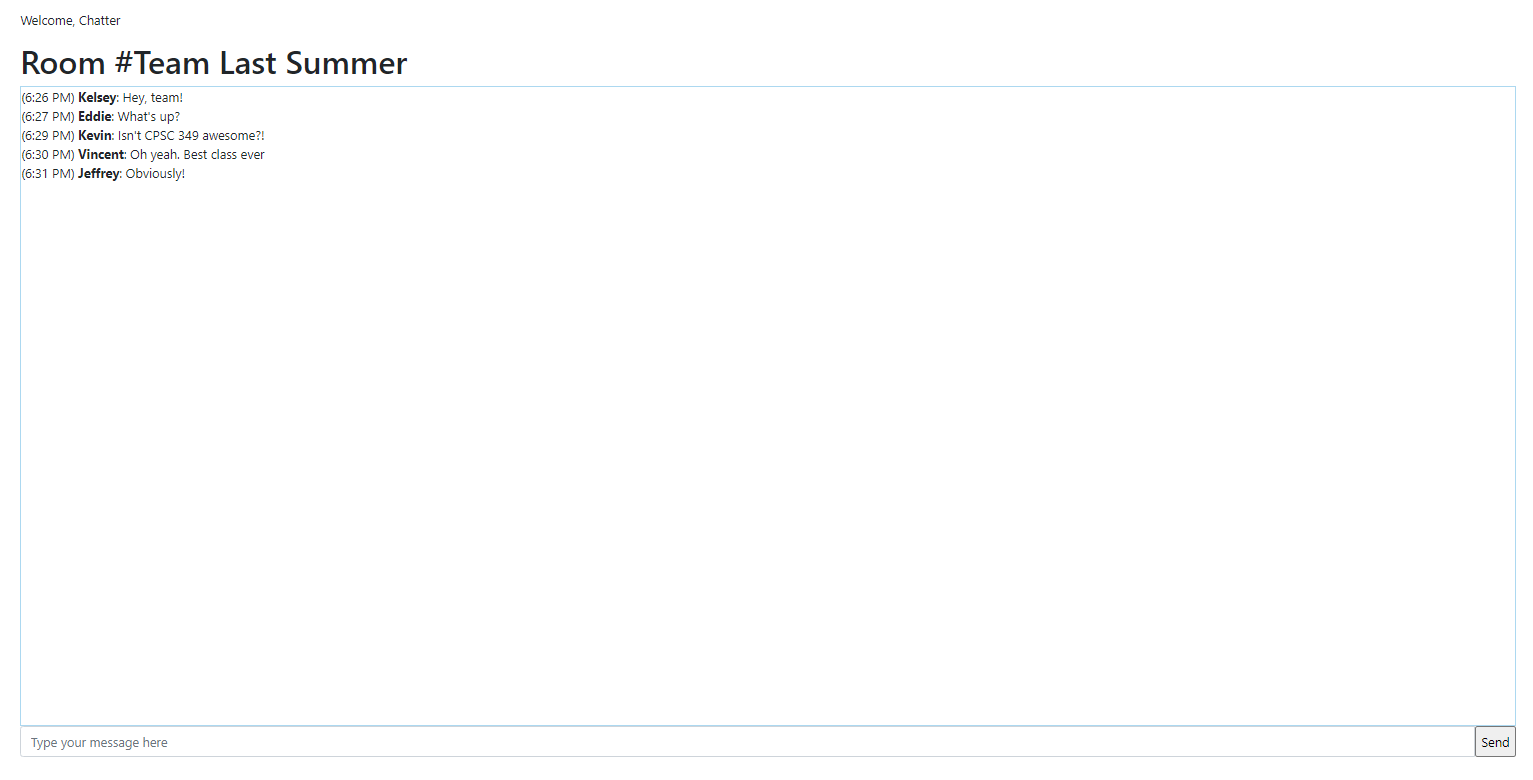 Welcome, Chatter
Room #Team Last Summer
(6:26 PM) Kelsey: Hey, team!
(6:27 PM) Eddie: What's up?
(6:29 PM) Kevin: Isn't CPSC 349 awesome?!
(6:30 PM) Vincent: Oh yeah. Best class ever
(6:31 PM) Jeffrey: Obviously!
Type your message here
Send